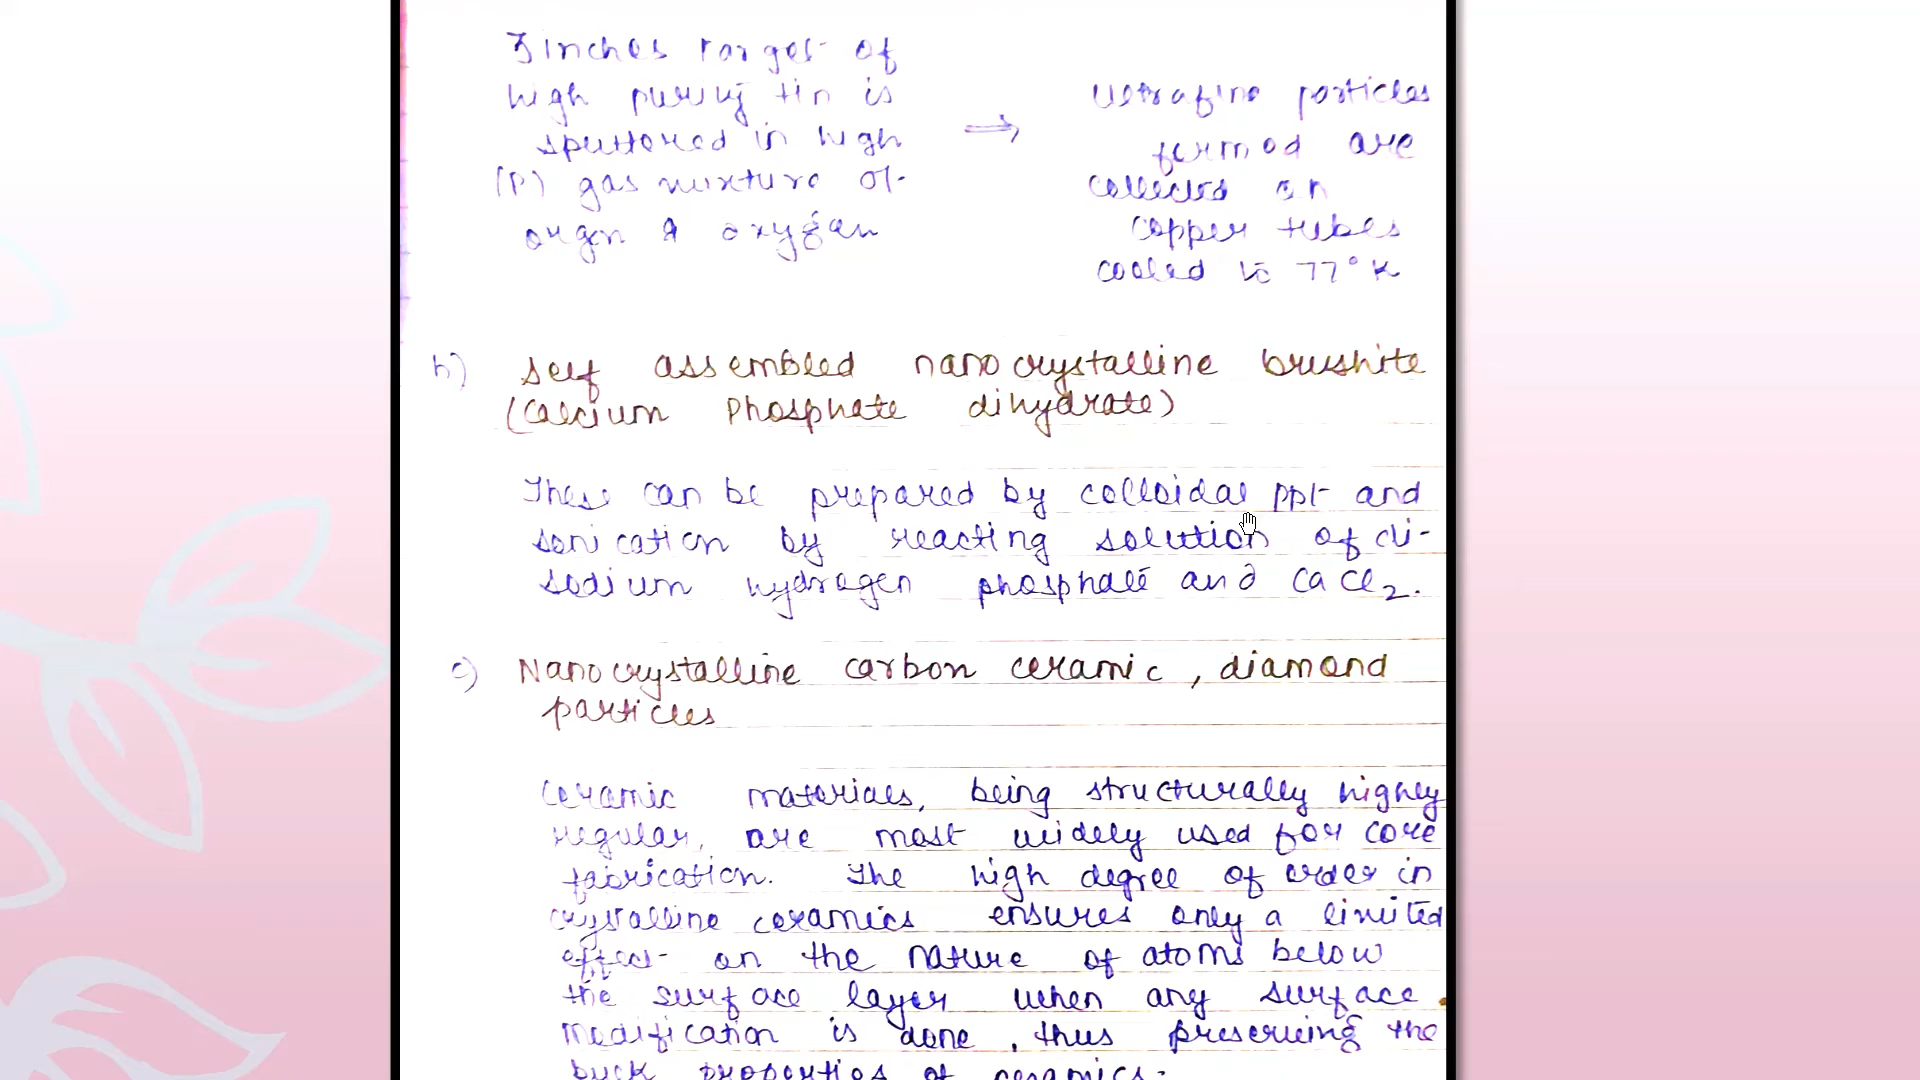 3 inches target of
high purity tin is
sputtered in high
(P) gas mixture of
argon & oxygen
⇒
Ultrafine particles
formed are
collected on
copper tubes
cooled to 77°K
b) Self assembled nanocrystalline brushite
(Calcium Phosphate dihydrate)
These can be prepared by colloidal ppt and
sonication by reacting solution of di-
sodium hydrogen phosphate and CaCl2.
c) Nanocrystalline carbon ceramic, diamond
particles
Ceramic materials, being structurally highly
regular, are most widely used for core
fabrication. The high degree of order in
crystalline ceramics ensures only a limited
effect on the nature of atoms below
the surface layer when any surface
modification is done, thus preserving the
bulk properties of ceramics.